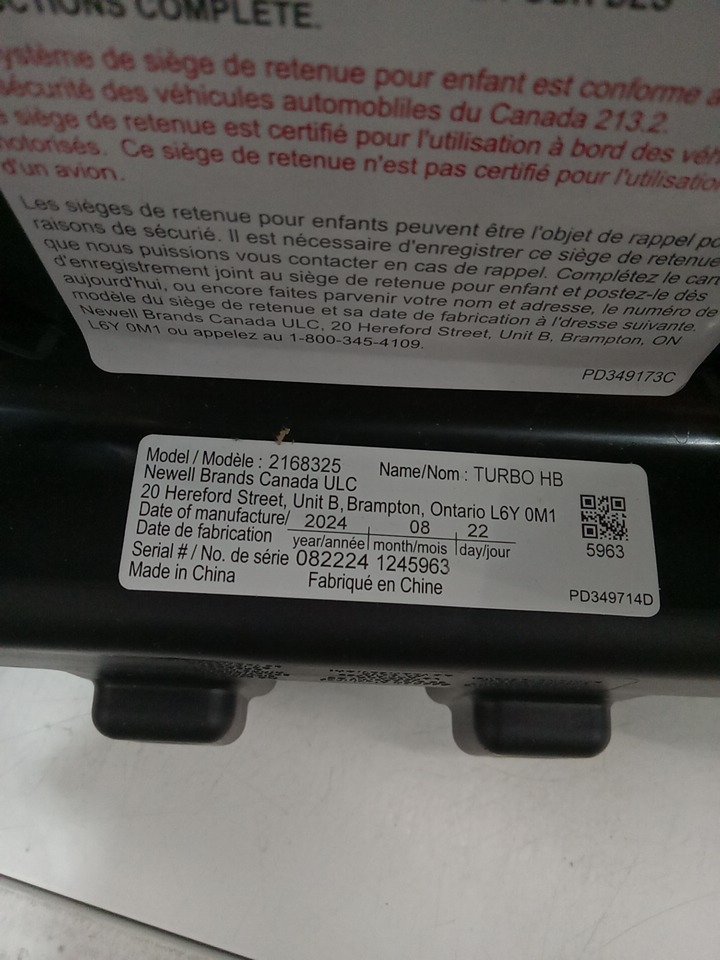 COMPLÈTE.
système de siège de retenue pour enfant est conforme
sécurité des véhicules automobliles du Canada 213.2.
siège de retenue est certifié pour l'utilisation à bord des
motorisés. Ce siège de retenue n'est pas certifié pour l'utilisation
d'un avion.
Les sièges de retenue pour enfants peuvent être l'objet de rappel
raisons de sécurié. Il est nécessaire d'enregistrer ce siège de retenue
que nous puissions vous contacter en cas de rappel. Complétez le
d'enregistrement joint au siège de retenue pour enfant et postez-le dès
aujourd'hui, ou encore faites parvenir votre nom et adresse, le numéro de
modèle du siège de retenue et sa date de fabrication à l'dresse suivante.
Newell Brands Canada ULC, 20 Hereford Street, Unit B, Brampton, ON
L6Y 0M1 ou appelez au 1-800-345-4109.
PD349173C
Model / Modèle : 2168325 Name/Nom : TURBO HB
Newell Brands Canada ULC
20 Hereford Street, Unit B, Brampton, Ontario L6Y 0M1
Date of manufacture/ 2024 08 22
Date de fabrication year/année month/mois day/jour
5963
Serial # / No. de série 082224 1245963
Made in China Fabriqué en Chine
PD349714D